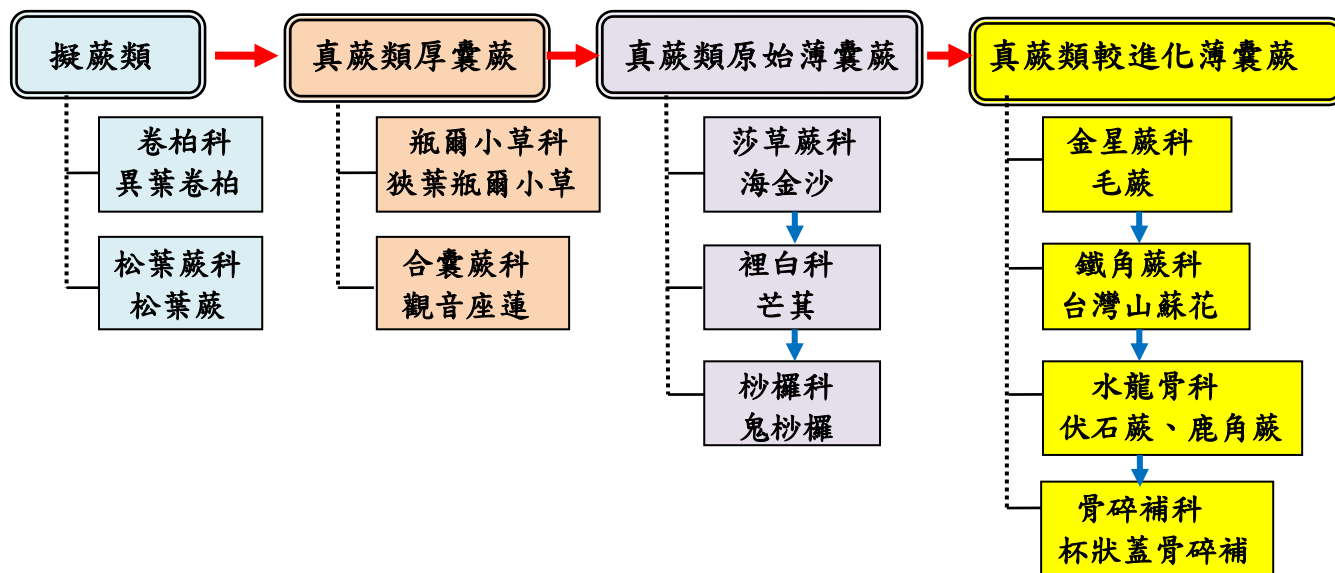 擬蕨類
真蕨類厚囊蕨
真蕨類原始薄囊蕨
真蕨類較進化薄囊蕨
卷柏科
異葉卷柏
松葉蕨科
松葉蕨
瓶爾小草科
狹葉瓶爾小草
合囊蕨科
觀音座蓮
莎草蕨科
海金沙
裡白科
芒萁
桫欏科
鬼桫欏
金星蕨科
毛蕨
鐵角蕨科
台灣山蘇花
水龍骨科
伏石蕨、鹿角蕨
骨碎補科
杯狀蓋骨碎補